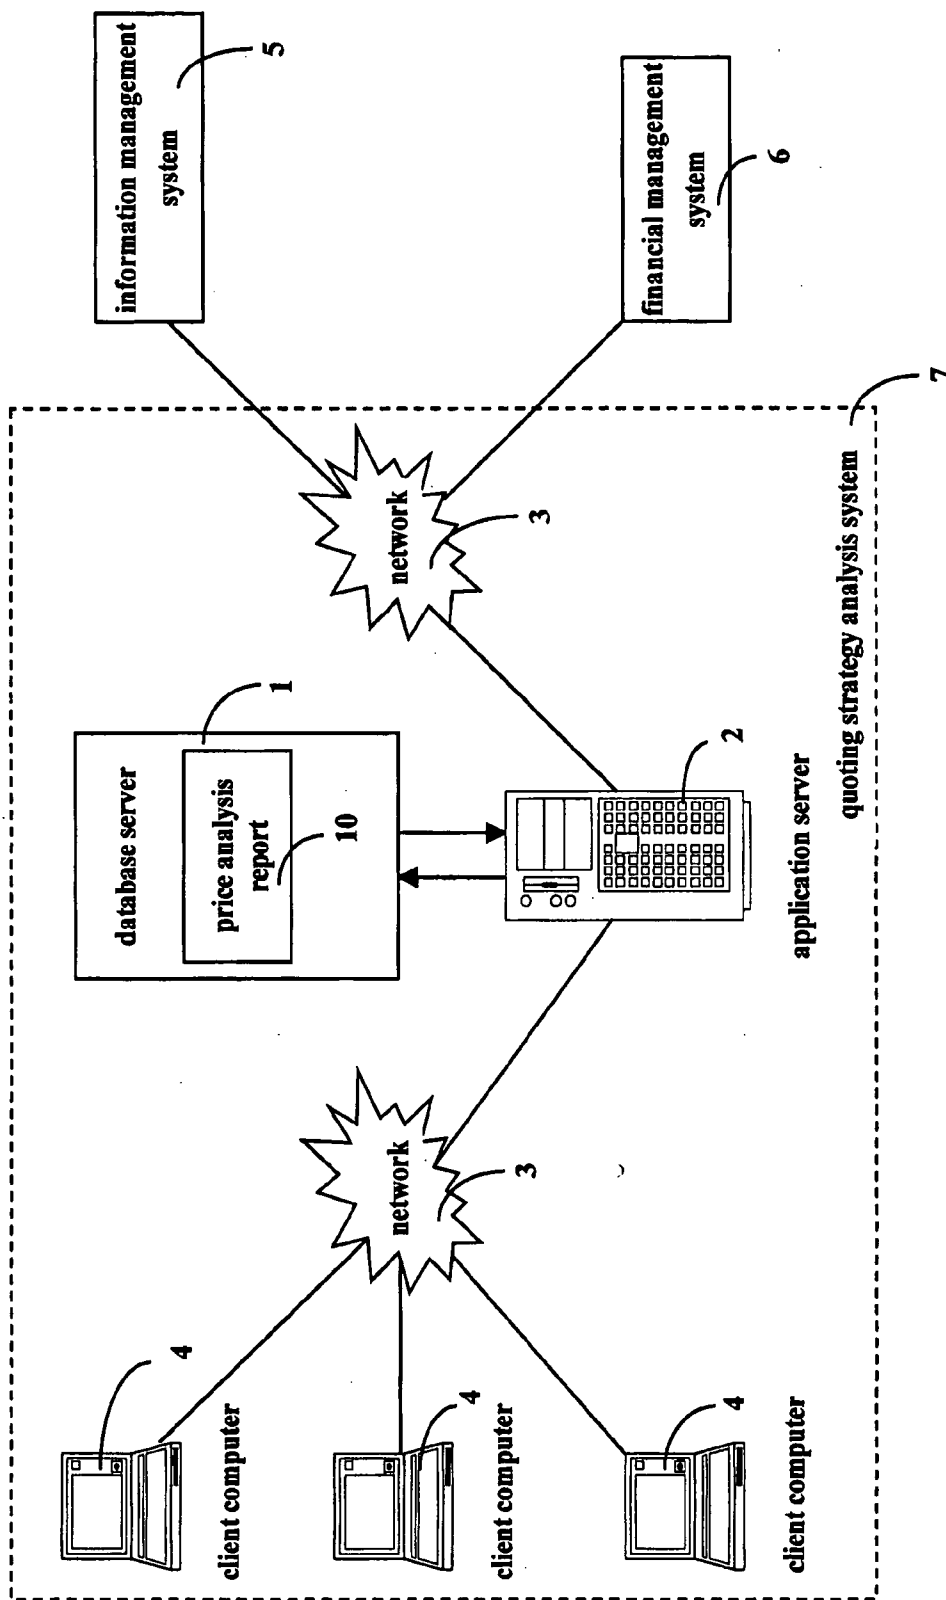 client computer
4
client computer
4
client computer
4
network
3
database server
price analysis
report
10
1
application server
2
network
3
quoting strategy analysis system
7
information management
system
5
financial management
system
6